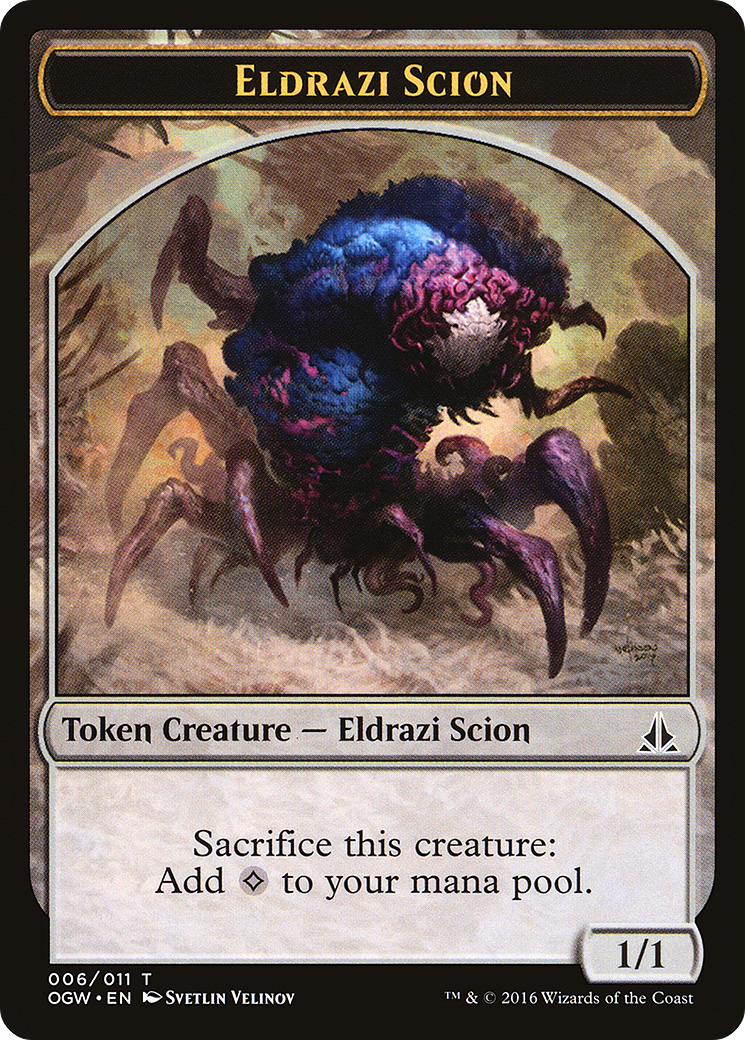 Eldrazi Scion
Token Creature — Eldrazi Scion
Sacrifice this creature:
Add to your mana pool.
1/1
006/011 T
OGW • EN Svetlin Velinov
™ & © 2016 Wizards of the Coast